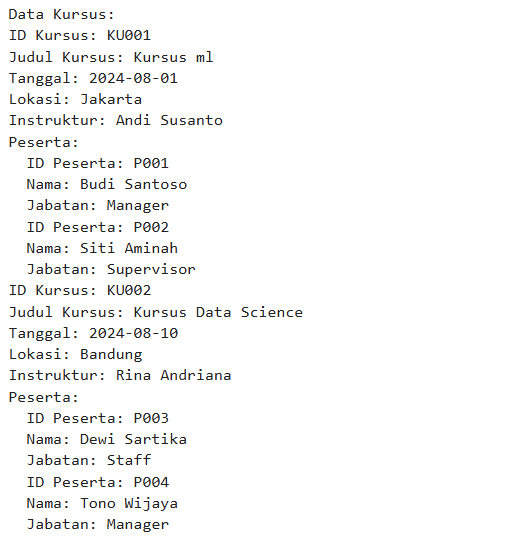 Data Kursus:
ID Kursus: KU001
Judul Kursus: Kursus ml
Tanggal: 2024-08-01
Lokasi: Jakarta
Instruktur: Andi Susanto
Peserta:
  ID Peserta: P001
  Nama: Budi Santoso
  Jabatan: Manager
  ID Peserta: P002
  Nama: Siti Aminah
  Jabatan: Supervisor
ID Kursus: KU002
Judul Kursus: Kursus Data Science
Tanggal: 2024-08-10
Lokasi: Bandung
Instruktur: Rina Andriana
Peserta:
  ID Peserta: P003
  Nama: Dewi Sartika
  Jabatan: Staff
  ID Peserta: P004
  Nama: Tono Wijaya
  Jabatan: Manager